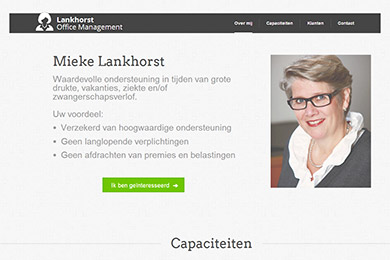 Lankhorst
Office Management
Over mij Capaciteiten Klanten Contact
Mieke Lankhorst
Waardevolle ondersteuning in tijden van grote
drukte, vakanties, ziekte en/of
zwangerschapsverlof.
Uw voordeel:
• Verzekerd van hoogwaardige ondersteuning
• Geen langlopende verplichtingen
• Geen afdrachten van premies en belastingen
Ik ben geïnteresseerd ➔
Capaciteiten